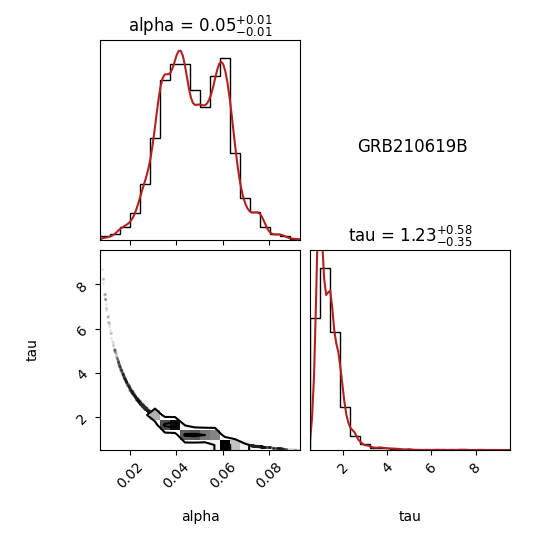 alpha = 0.05+0.01−0.01
GRB210619B
tau = 1.23+0.58−0.35
8
6
4
2
tau
0.02 0.04 0.06 0.08
2 4 6 8
alpha
tau